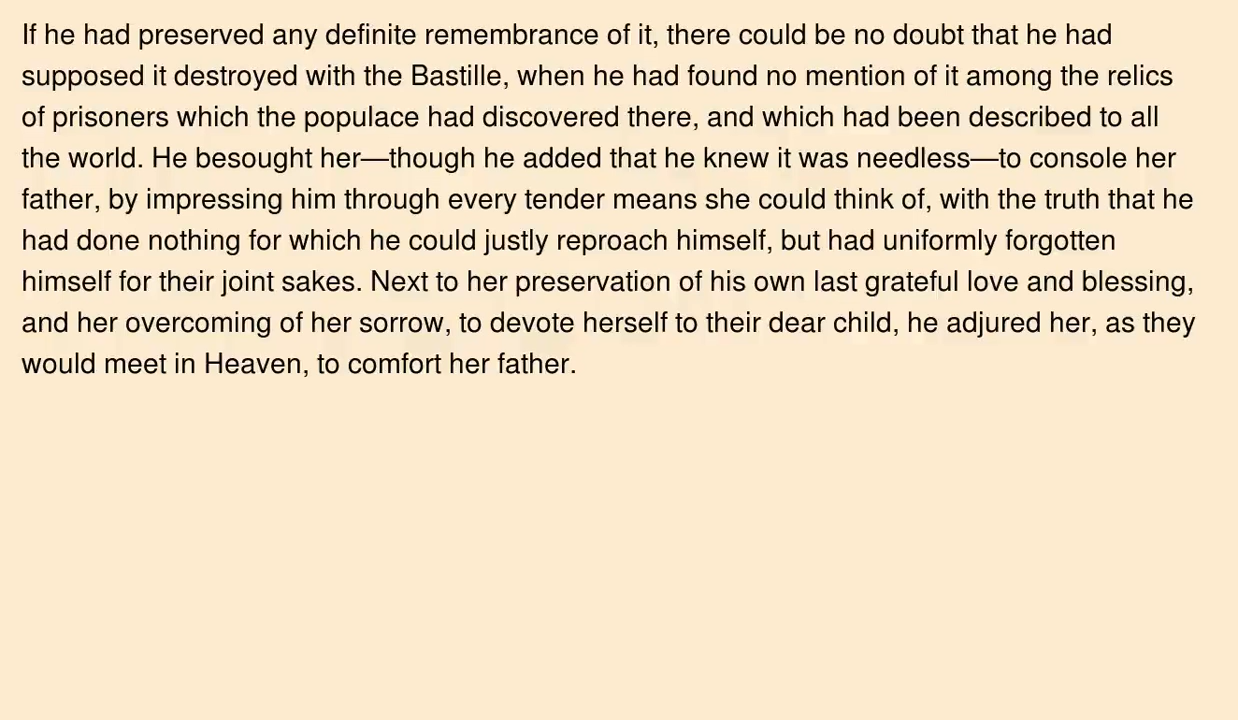 If he had preserved any definite remembrance of it, there could be no doubt that he had
supposed it destroyed with the Bastille, when he had found no mention of it among the relics
of prisoners which the populace had discovered there, and which had been described to all
the world. He besought her—though he added that he knew it was needless—to console her
father, by impressing him through every tender means she could think of, with the truth that he
had done nothing for which he could justly reproach himself, but had uniformly forgotten
himself for their joint sakes. Next to her preservation of his own last grateful love and blessing,
and her overcoming of her sorrow, to devote herself to their dear child, he adjured her, as they
would meet in Heaven, to comfort her father.